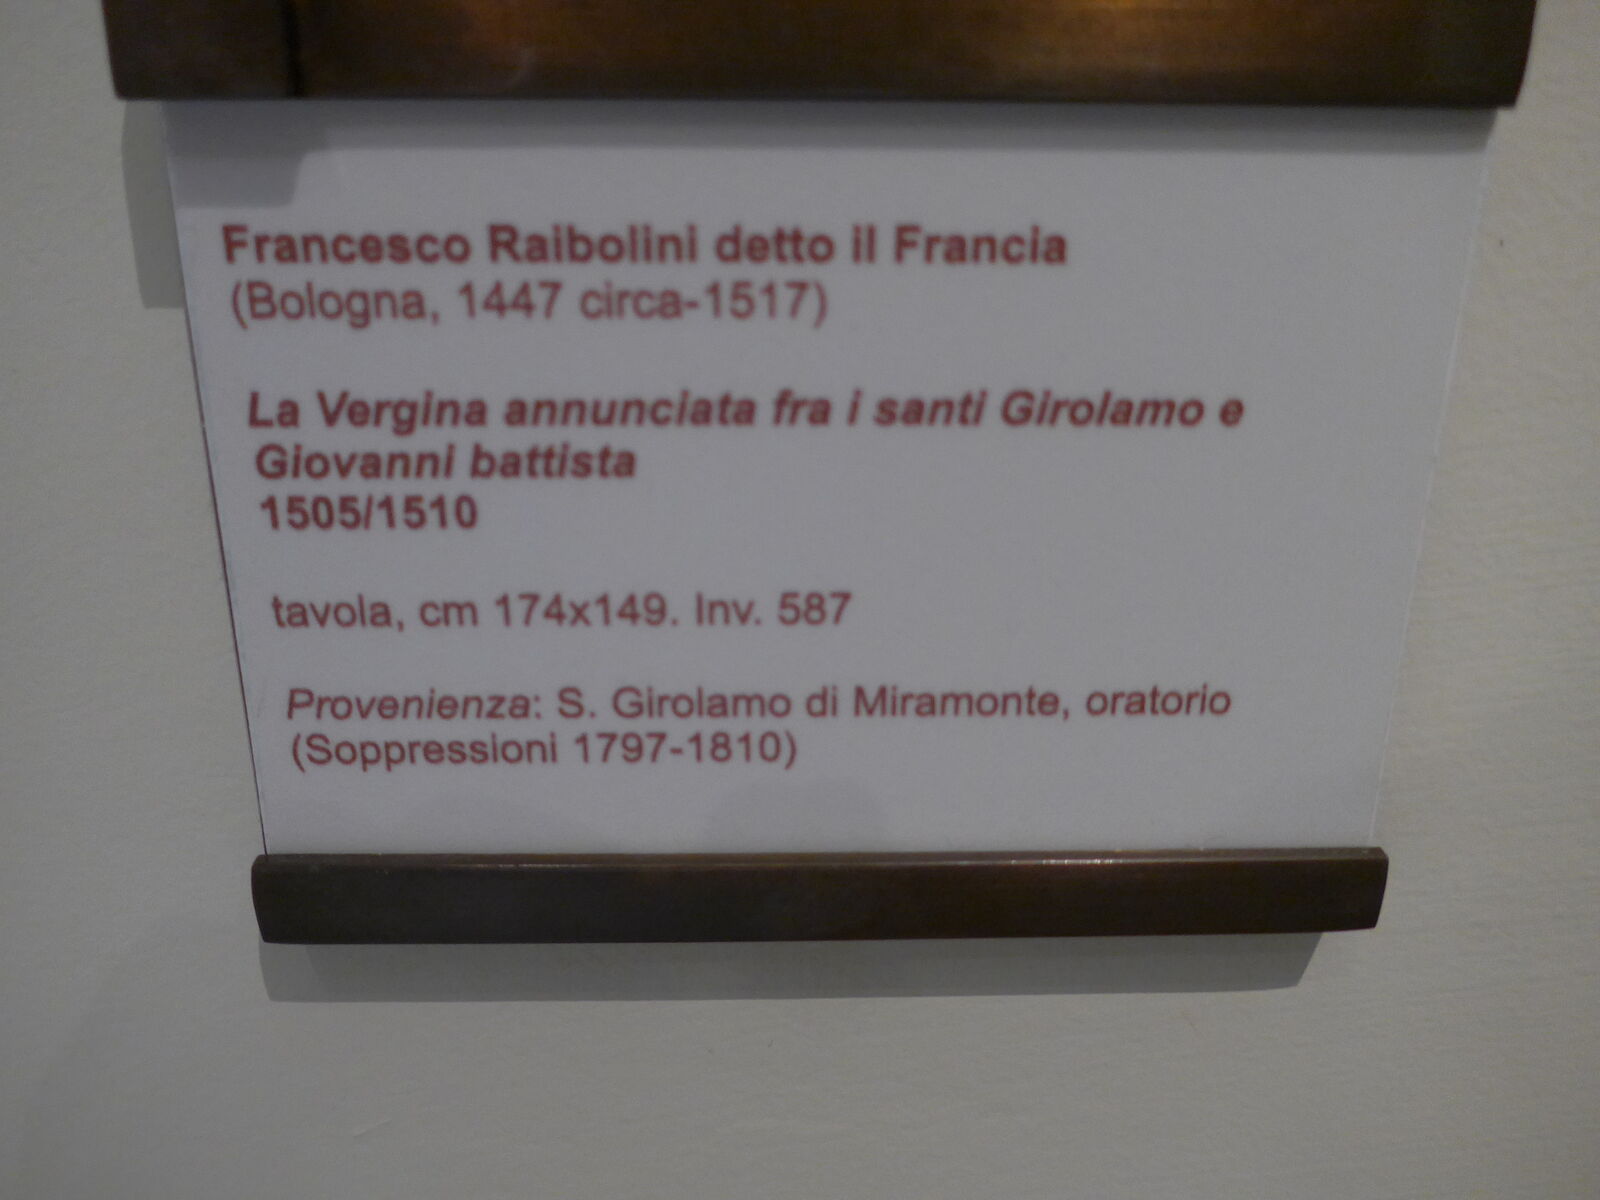 Francesco Raibolini detto il Francia
(Bologna, 1447 circa-1517)
La Vergina annunciata fra i santi Girolamo e
Giovanni battista
1505/1510
tavola, cm 174x149. Inv. 587
Provenienza: S. Girolamo di Miramonte, oratorio
(Soppressioni 1797-1810)